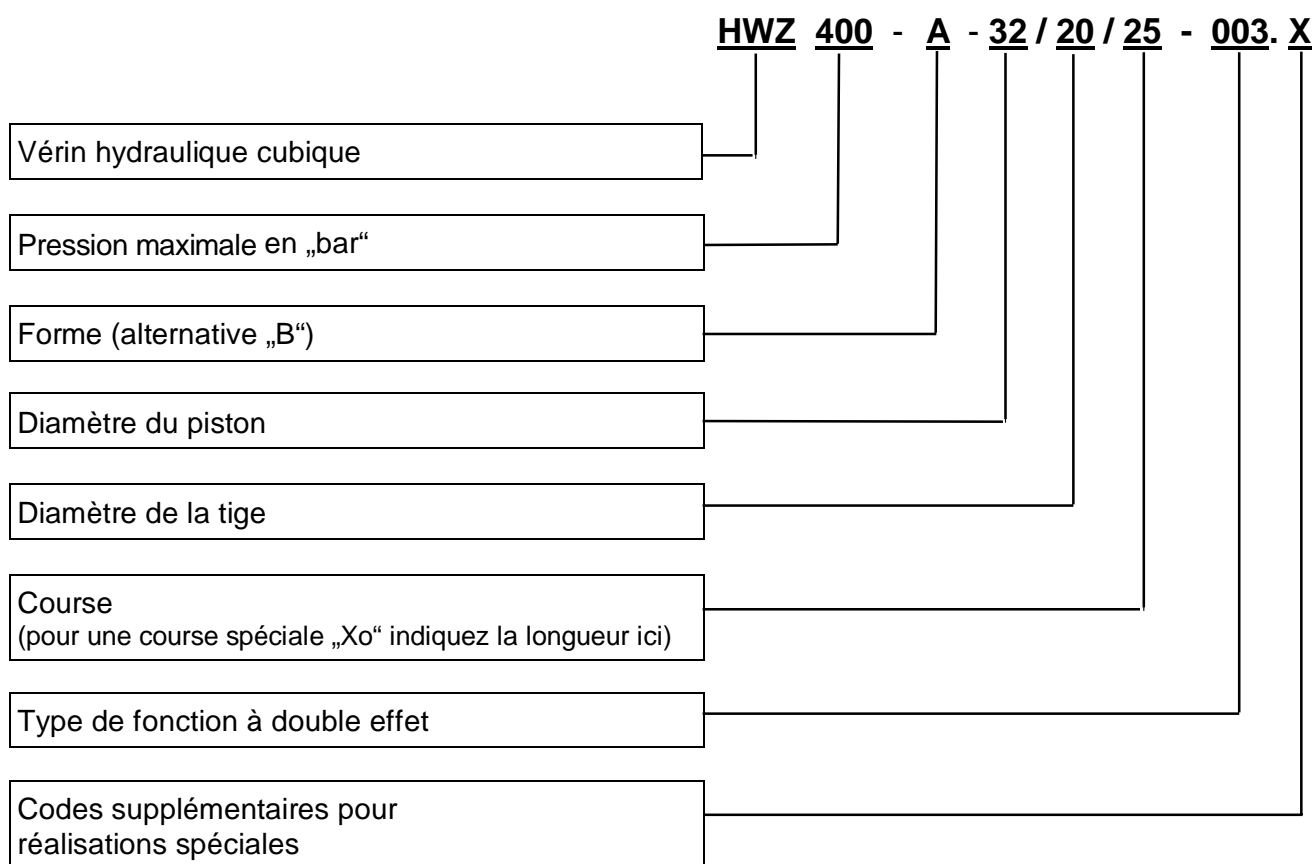 HWZ 400 - A - 32 / 20 / 25 - 003. X
Vérin hydraulique cubique
Pression maximale en „bar“
Forme (alternative „B“)
Diamètre du piston
Diamètre de la tige
Course
(pour une course spéciale „Xo“ indiquez la longueur ici)
Type de fonction à double effet
Codes supplémentaires pour
réalisations spéciales